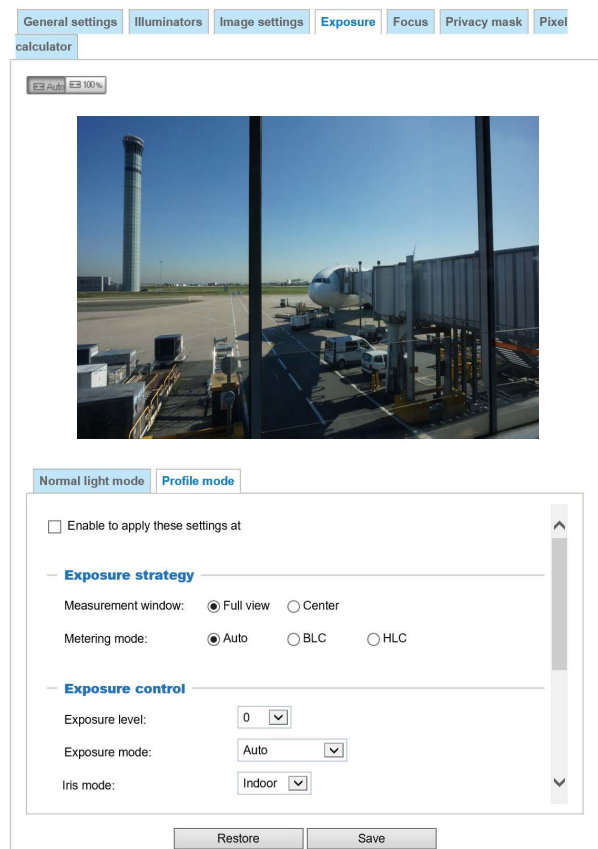 General settings Illuminators Image settings Exposure Focus Privacy mask Pixel
calculator
Auto 100%
Normal light mode Profile mode
Enable to apply these settings at
Exposure strategy
Measurement window: Full view Center
Metering mode: Auto BLC HLC
Exposure control
Exposure level: 0
Exposure mode: Auto
Iris mode: Indoor
Restore Save